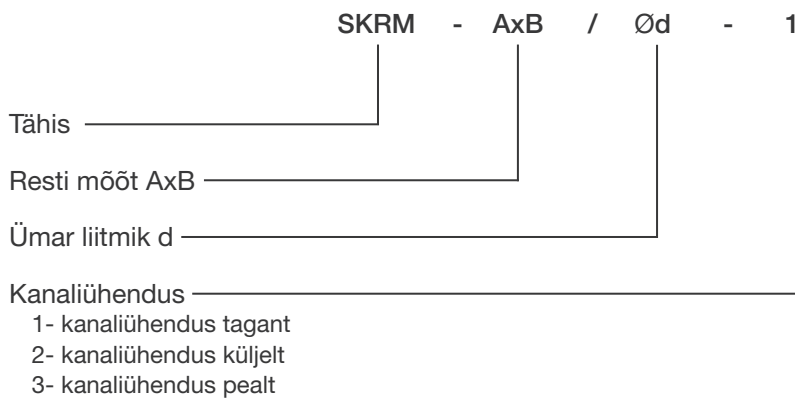 SKRM - AxB / Ød - 1
Tähis
Resti mõõt AxB
Ümar liitmik d
Kanaliühendus
1- kanaliühendus tagant
2- kanaliühendus küljelt
3- kanaliühendus pealt